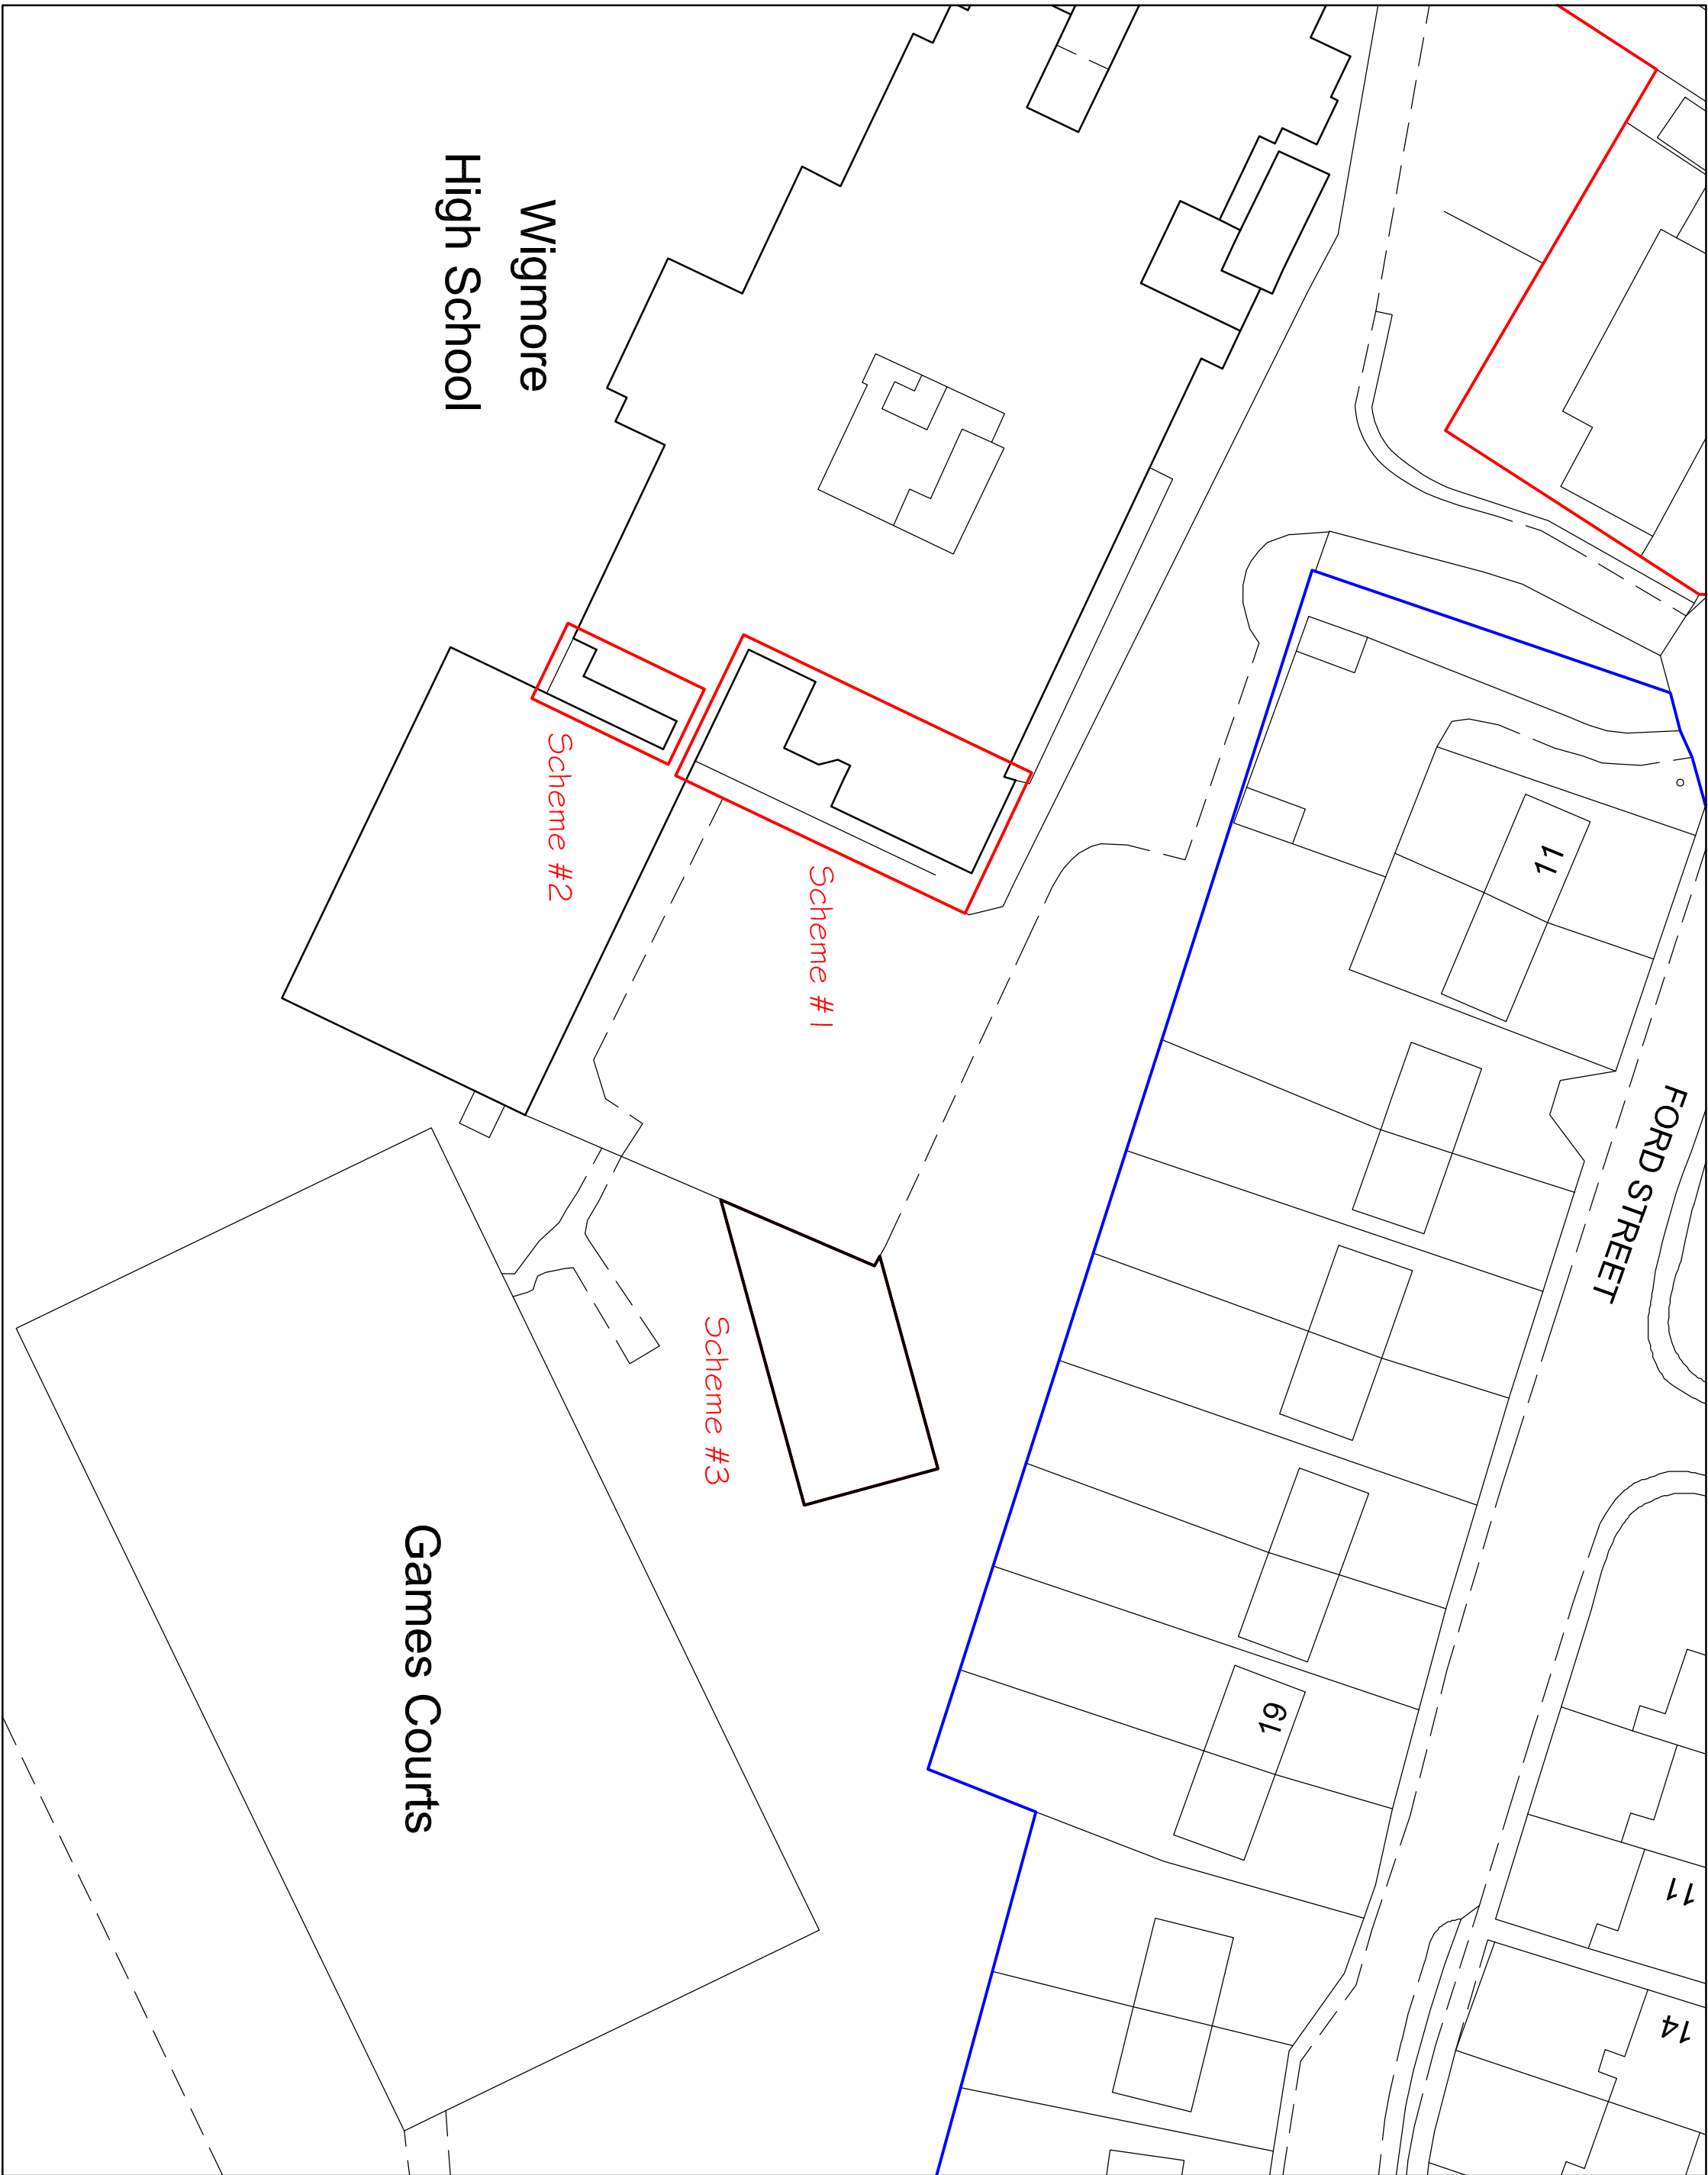 Wigmore
High School
Scheme #2
Scheme #1
Scheme #3
Games Courts
FORD STREET
11
19
11
14